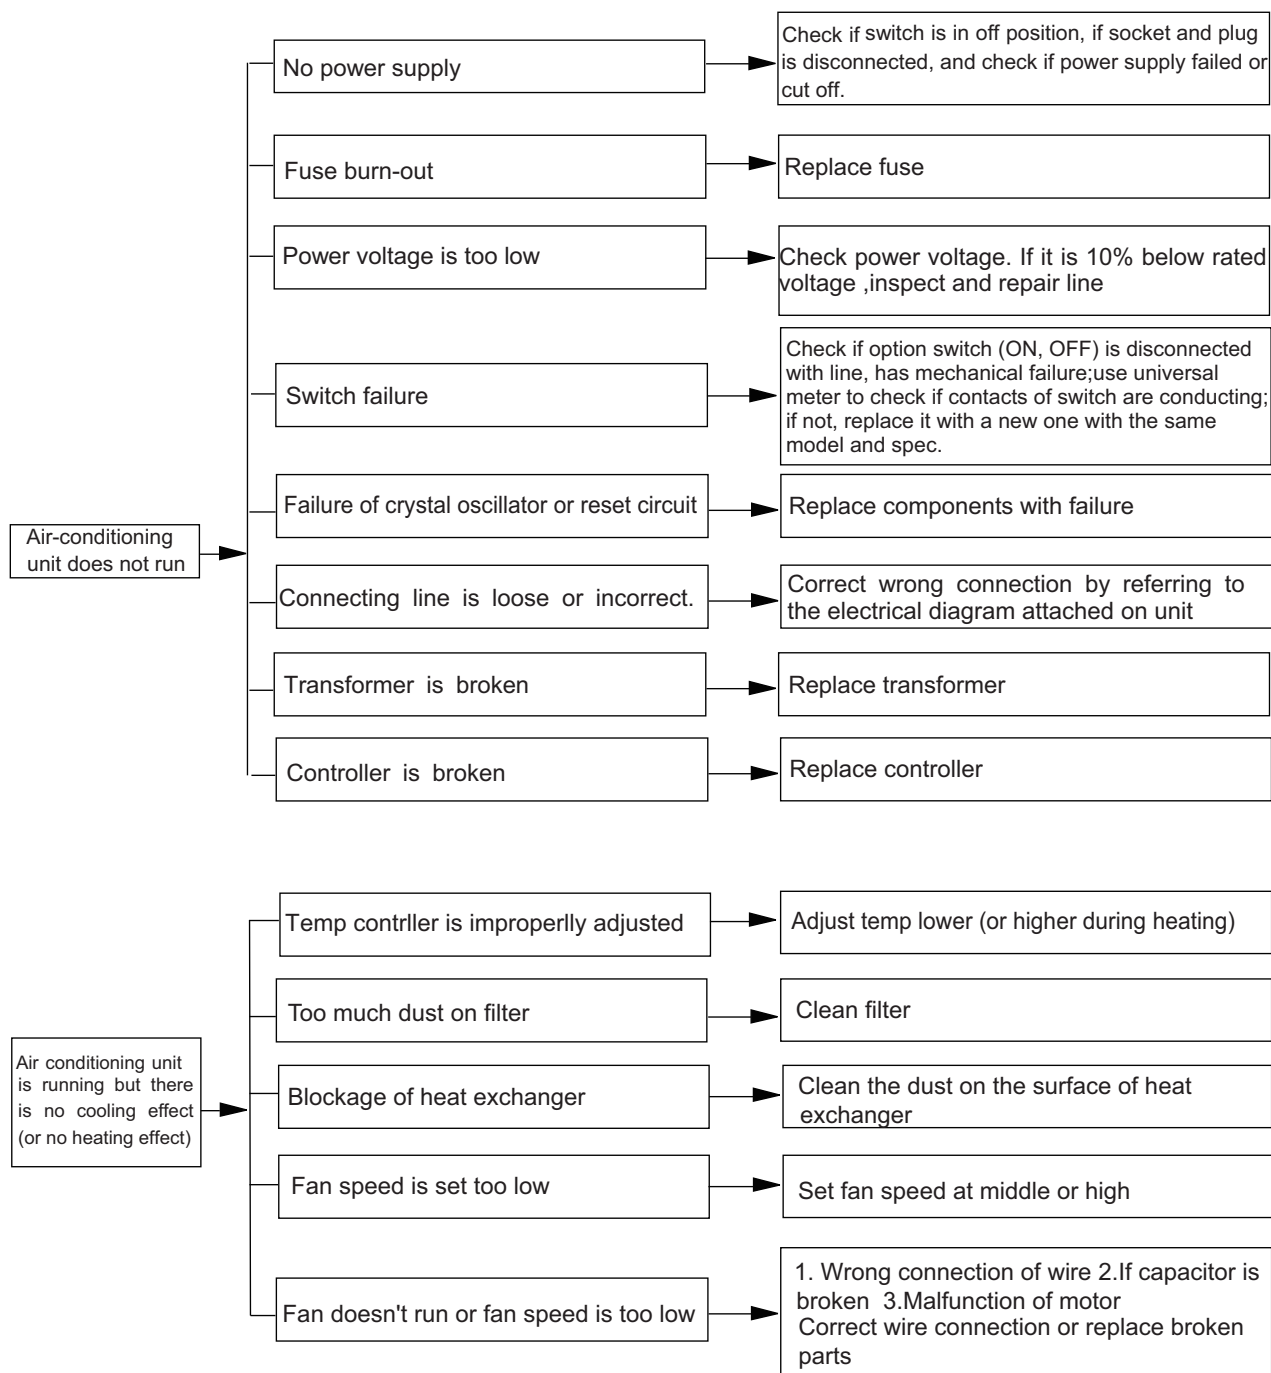 No power supply
Check if switch is in off position, if socket and plug
is disconnected, and check if power supply failed or
cut off.
Fuse burn-out
Replace fuse
Power voltage is too low
Check power voltage. If it is 10% below rated
voltage ,inspect and repair line
Switch failure
Check if option switch (ON, OFF) is disconnected
with line, has mechanical failure;use universal
meter to check if contacts of switch are conducting;
if not, replace it with a new one with the same
model and spec.
Air-conditioning
unit does not run
Failure of crystal oscillator or reset circuit
Replace components with failure
Connecting line is loose or incorrect.
Correct wrong connection by referring to
the electrical diagram attached on unit
Transformer is broken
Replace transformer
Controller is broken
Replace controller
Temp contrller is improperlly adjusted
Adjust temp lower (or higher during heating)
Too much dust on filter
Clean filter
Air conditioning unit
is running but there
is no cooling effect
(or no heating effect)
Blockage of heat exchanger
Clean the dust on the surface of heat
exchanger
Fan speed is set too low
Set fan speed at middle or high
Fan doesn't run or fan speed is too low
1. Wrong connection of wire 2.If capacitor is
broken 3.Malfunction of motor
Correct wire connection or replace broken
parts